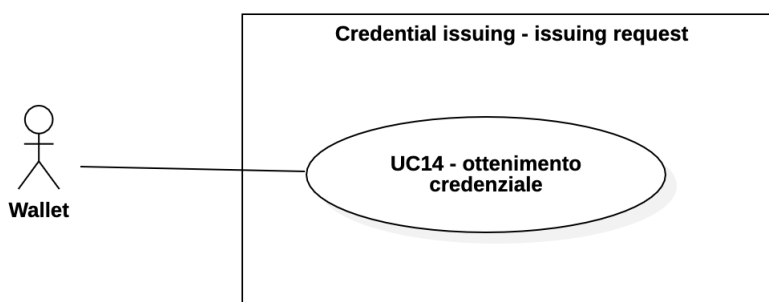 Credential issuing - issuing request
UC14 - ottenimento
credenziale
Wallet